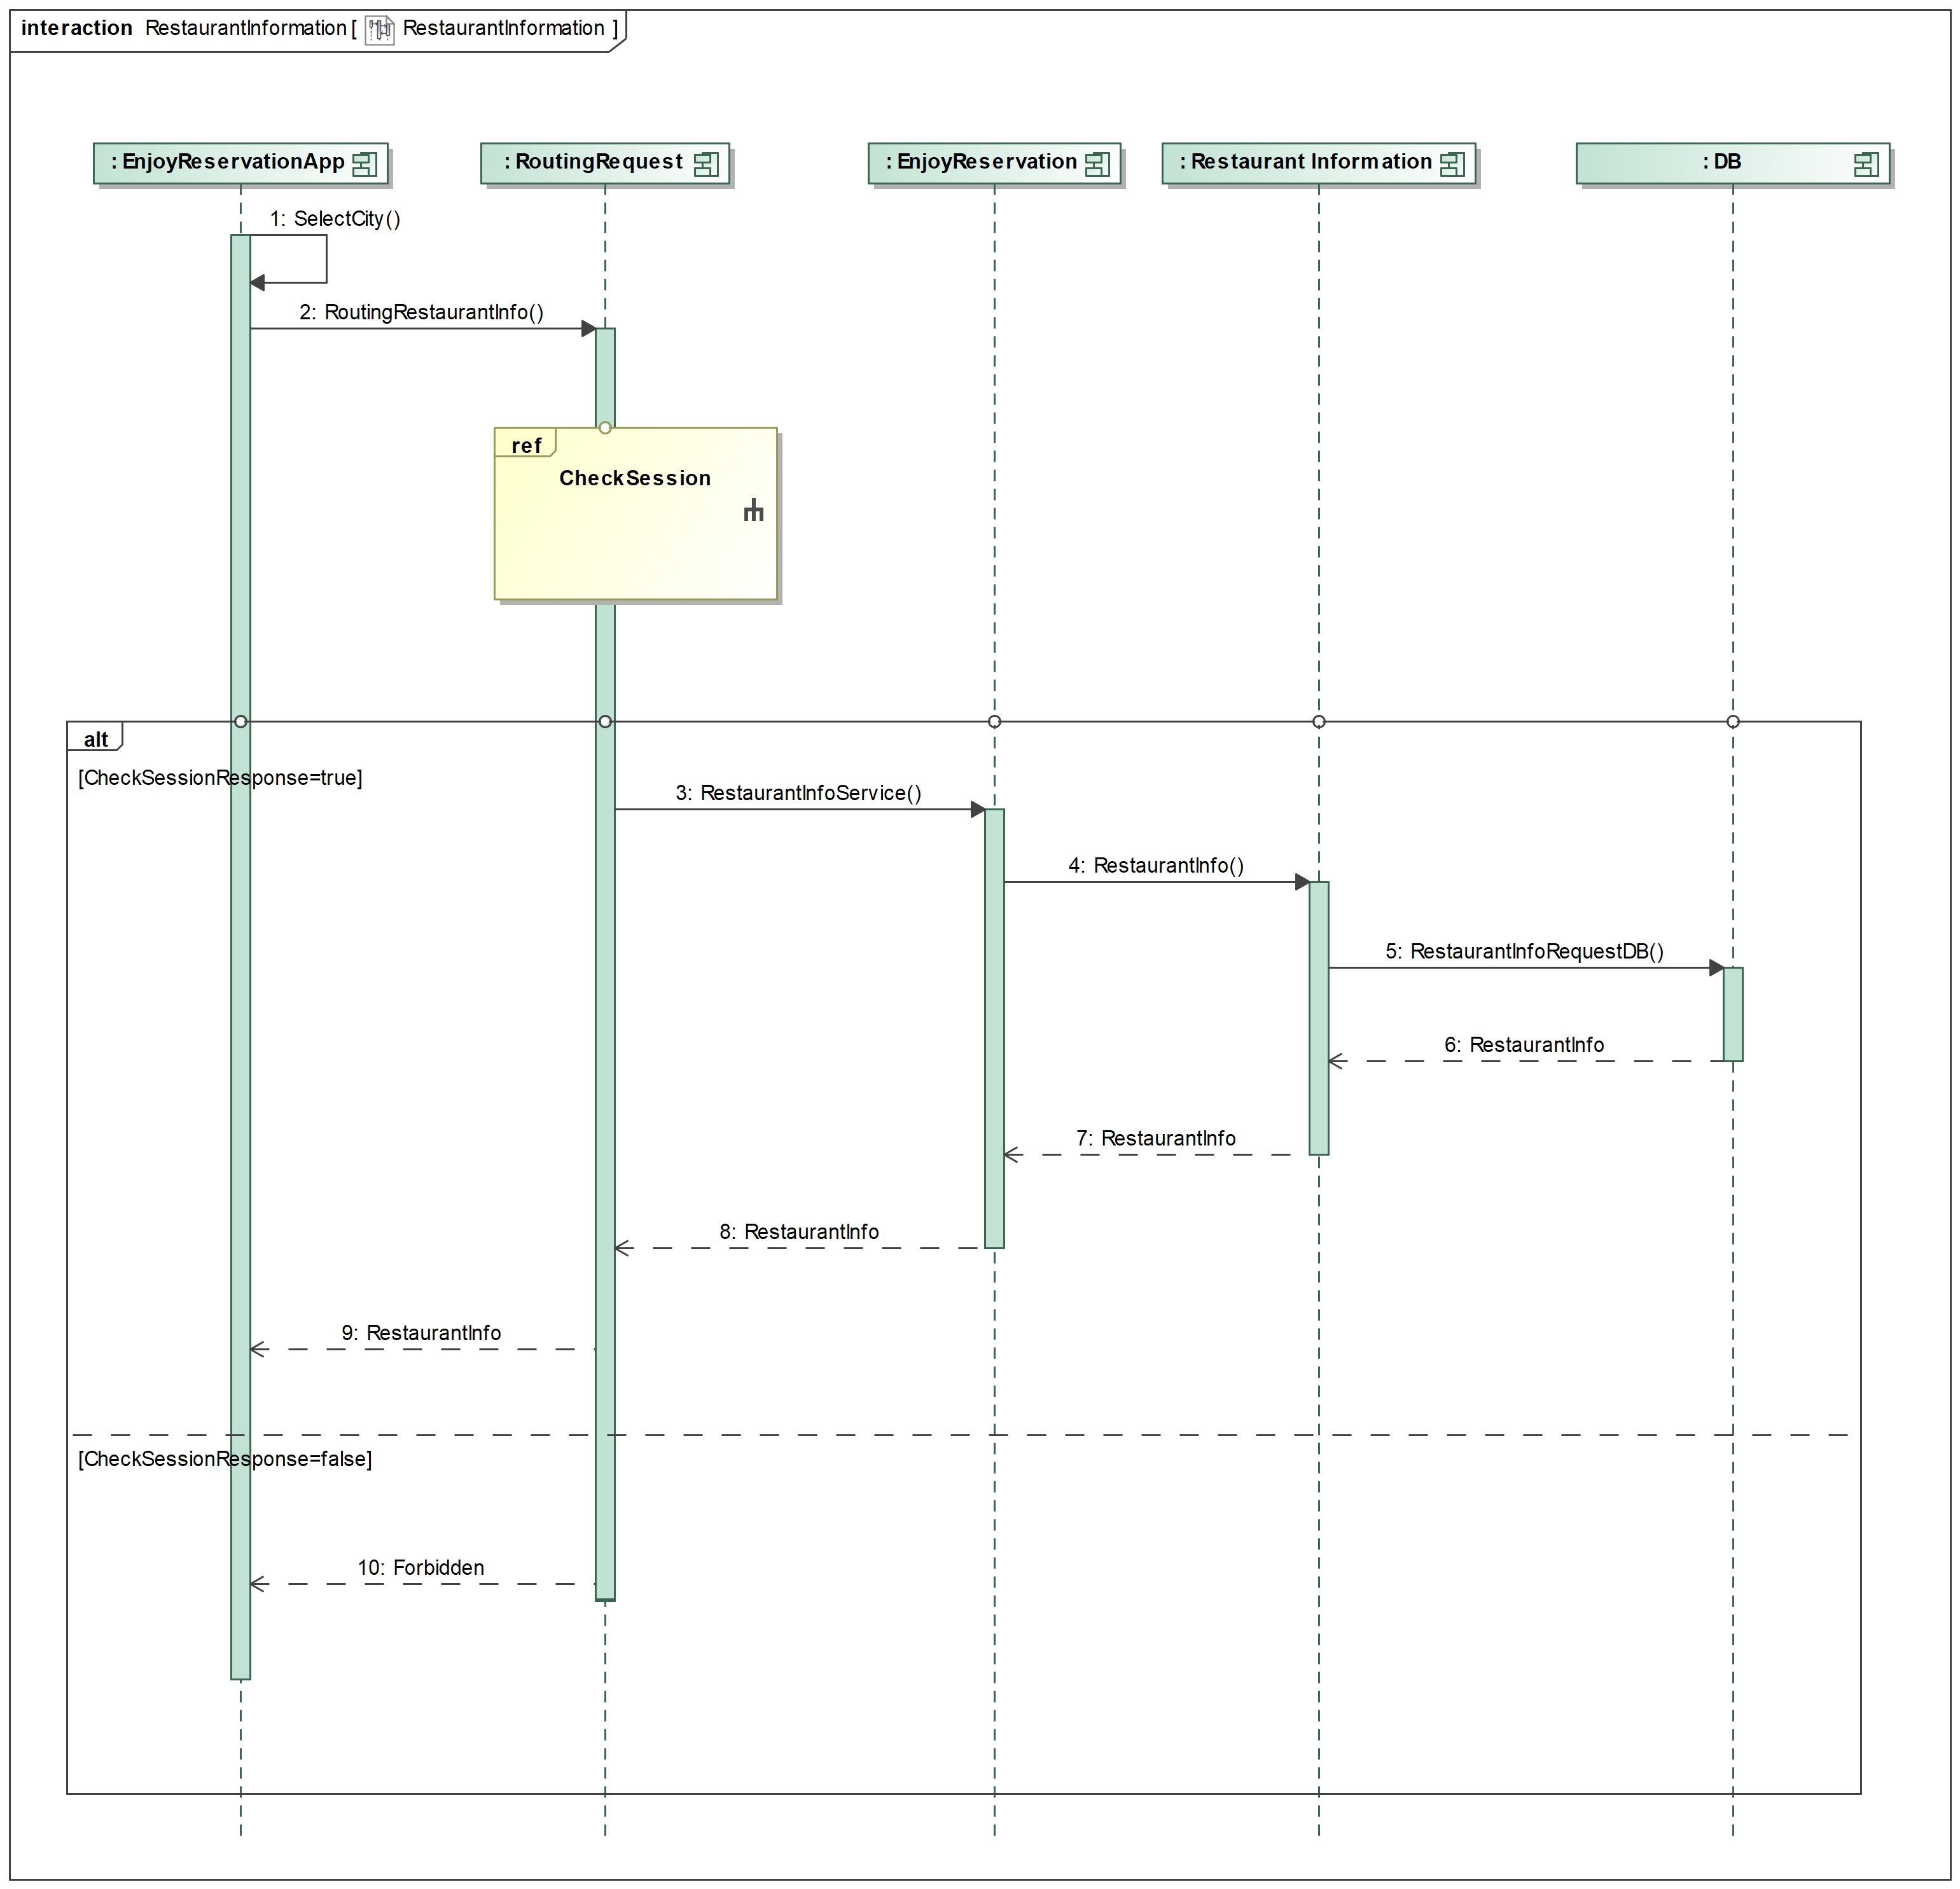 interaction RestaurantInformation [ RestaurantInformation ]
: EnjoyReservationApp
: RoutingRequest
: EnjoyReservation
: Restaurant Information
: DB
1: SelectCity()
2: RoutingRestaurantInfo()
ref
CheckSession
alt
[CheckSessionResponse=true]
3: RestaurantInfoService()
4: RestaurantInfo()
5: RestaurantInfoRequestDB()
6: RestaurantInfo
7: RestaurantInfo
8: RestaurantInfo
9: RestaurantInfo
[CheckSessionResponse=false]
10: Forbidden